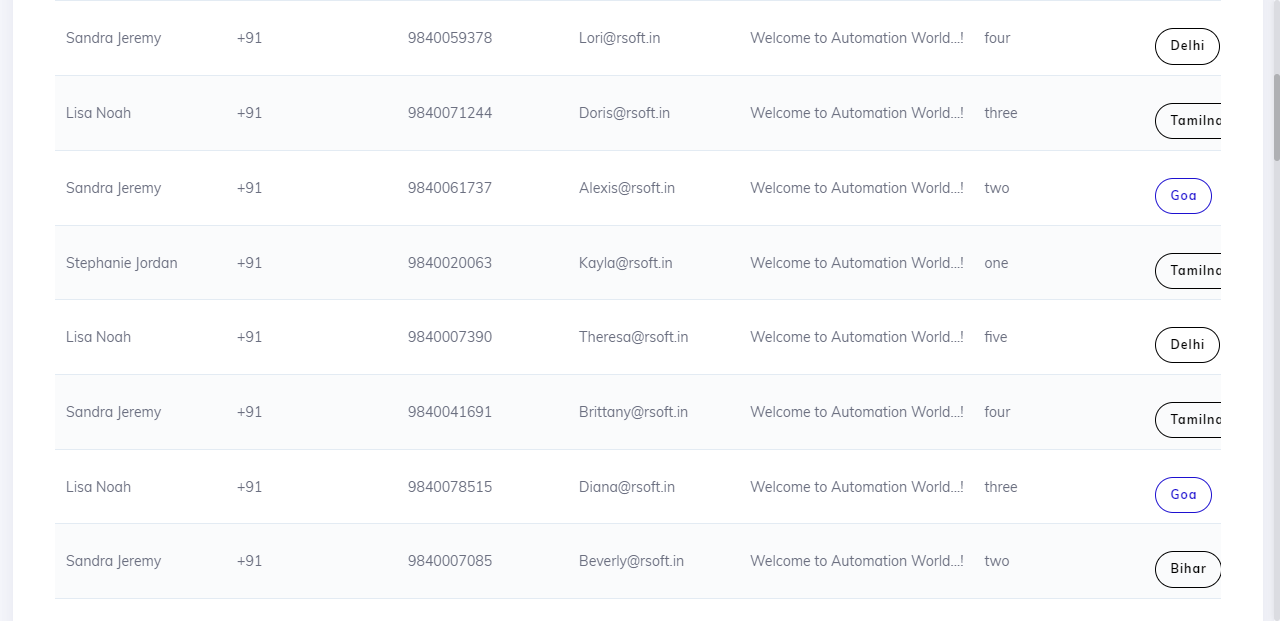 Sandra Jeremy +91 9840059378 Lori@rsoft.in Welcome to Automation World...! four Delhi
Lisa Noah +91 9840071244 Doris@rsoft.in Welcome to Automation World...! three Tamilna
Sandra Jeremy +91 9840061737 Alexis@rsoft.in Welcome to Automation World...! two Goa
Stephanie Jordan +91 9840020063 Kayla@rsoft.in Welcome to Automation World...! one Tamilna
Lisa Noah +91 9840007390 Theresa@rsoft.in Welcome to Automation World...! five Delhi
Sandra Jeremy +91 9840041691 Brittany@rsoft.in Welcome to Automation World...! four Tamilna
Lisa Noah +91 9840078515 Diana@rsoft.in Welcome to Automation World...! three Goa
Sandra Jeremy +91 9840007085 Beverly@rsoft.in Welcome to Automation World...! two Bihar